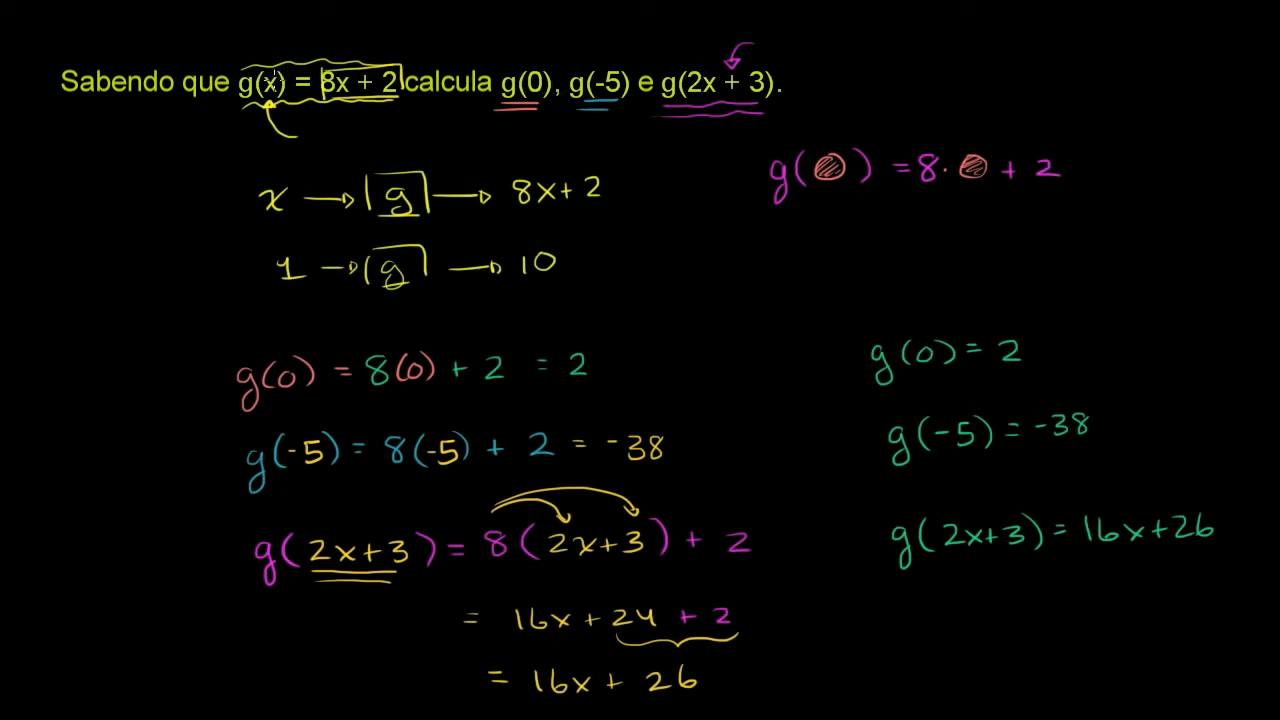 Sabendo que g(x) = 8x + 2 calcula g(0), g(-5) e g(2x + 3).
g( ) = 8 · + 2
x → g → 8x + 2
1 → g → 10
g(0) = 8(0) + 2 = 2
g(0) = 2
g(-5) = 8(-5) + 2 = -38
g(-5) = -38
g(2x+3) = 8(2x+3) + 2
g(2x+3) = 16x+26
= 16x + 24 + 2
= 16x + 26